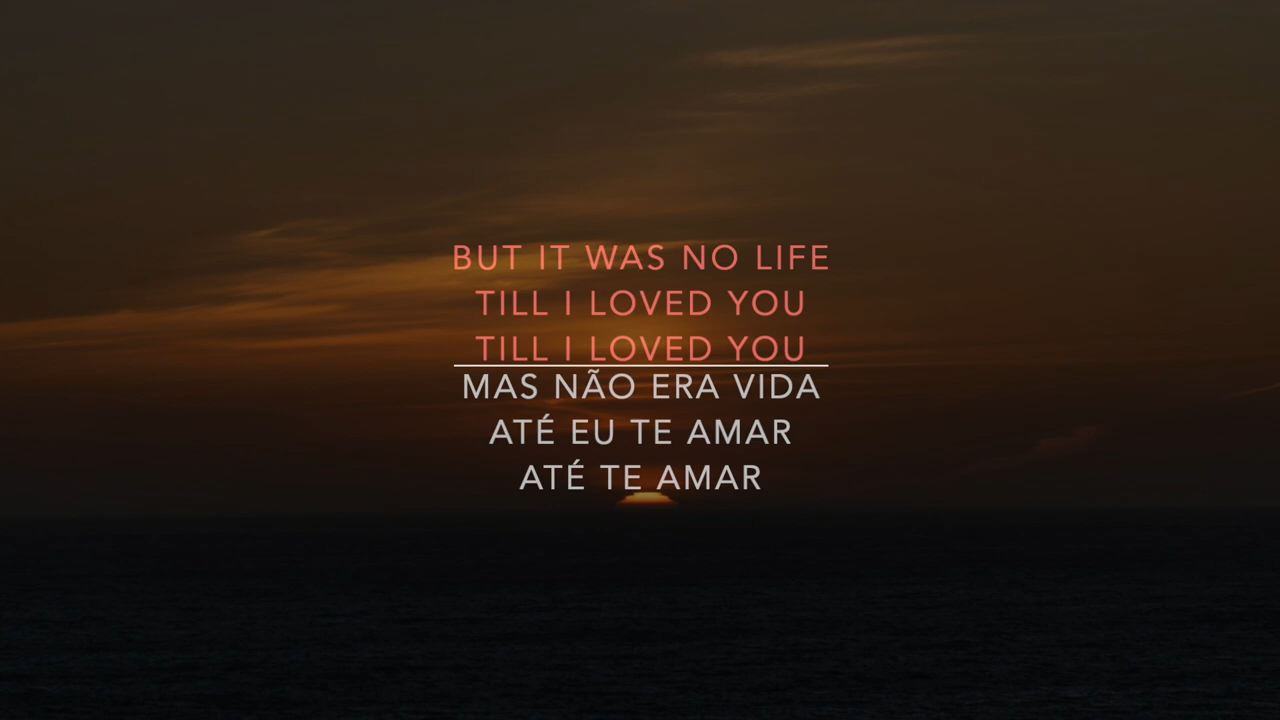 BUT IT WAS NO LIFE
TILL I LOVED YOU
TILL I LOVED YOU
MAS NÃO ERA VIDA
ATÉ EU TE AMAR
ATÉ TE AMAR